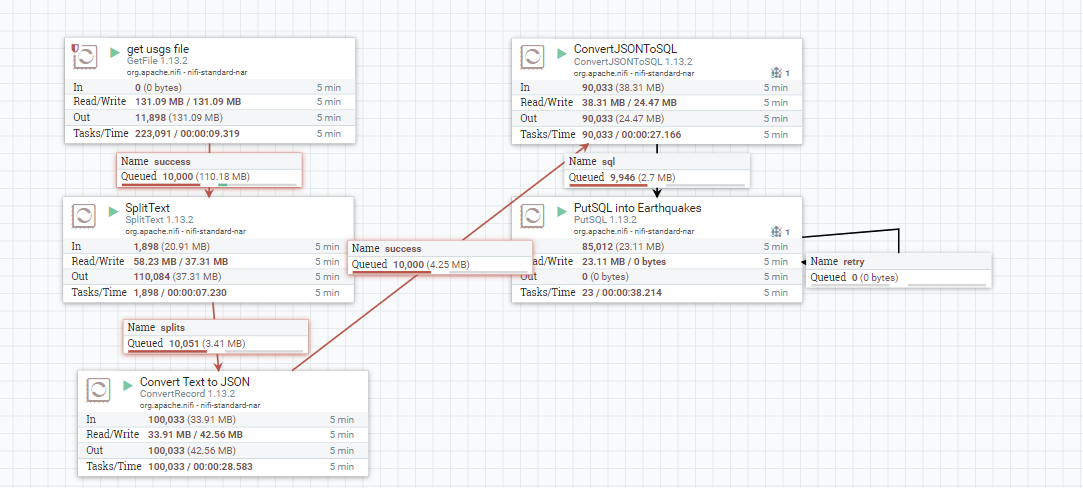 get usgs file
GetFile 1.13.2
org.apache.nifi - nifi-standard-nar
In 0 (0 bytes) 5 min
Read/Write 131.09 MB / 131.09 MB 5 min
Out 11,898 (131.09 MB) 5 min
Tasks/Time 223,091 / 00:00:09.319 5 min
Name success
Queued 10,000 (110.18 MB)
SplitText
SplitText 1.13.2
org.apache.nifi - nifi-standard-nar
In 1,898 (20.91 MB) 5 min
Read/Write 58.23 MB / 37.31 MB 5 min
Out 110,084 (37.31 MB) 5 min
Tasks/Time 1,898 / 00:00:07.230 5 min
Name splits
Queued 10,051 (3.41 MB)
Convert Text to JSON
ConvertRecord 1.13.2
org.apache.nifi - nifi-standard-nar
In 100,033 (33.91 MB) 5 min
Read/Write 33.91 MB / 42.56 MB 5 min
Out 100,033 (42.56 MB) 5 min
Tasks/Time 100,033 / 00:00:28.583 5 min
Name success
Queued 10,000 (4.25 MB)
ConvertJSONToSQL
ConvertJSONToSQL 1.13.2
org.apache.nifi - nifi-standard-nar
1
In 90,033 (38.31 MB) 5 min
Read/Write 38.31 MB / 24.47 MB 5 min
Out 90,033 (24.47 MB) 5 min
Tasks/Time 90,033 / 00:00:27.166 5 min
Name sql
Queued 9,946 (2.7 MB)
PutSQL into Earthquakes
PutSQL 1.13.2
org.apache.nifi - nifi-standard-nar
1
85,012 (23.11 MB) 5 min
ad/Write 23.11 MB / 0 bytes 5 min
Out 0 (0 bytes) 5 min
Tasks/Time 23 / 00:00:38.214 5 min
Name retry
Queued 0 (0 bytes)